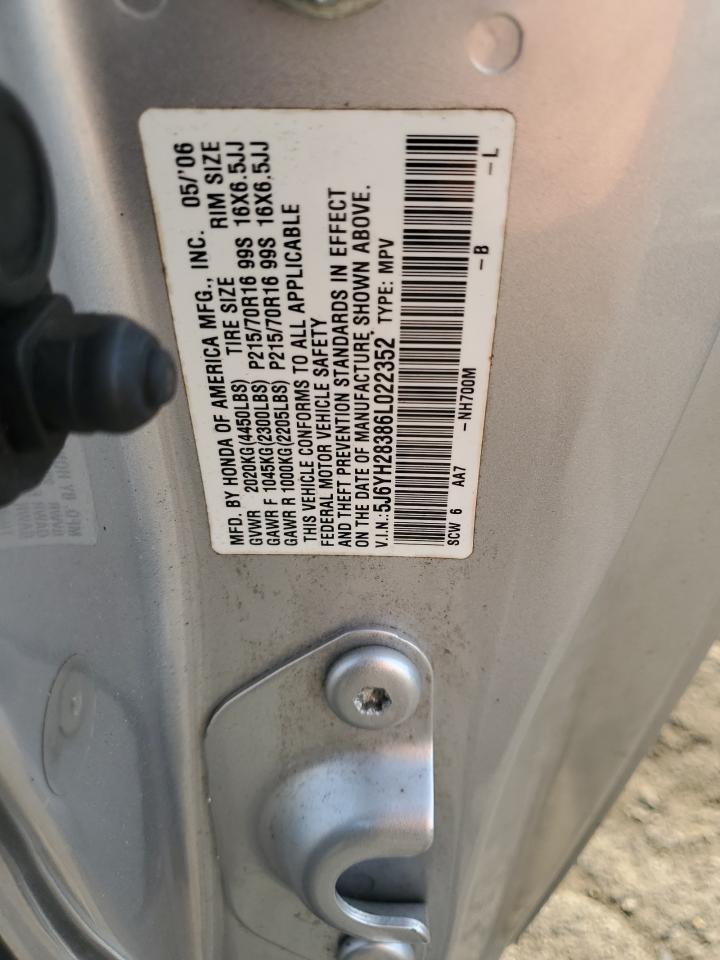 MFD. BY HONDA OF AMERICA MFG., INC. 05/'06
GVWR 2020KG(4450LBS) TIRE SIZE RIM SIZE
GAWR F 1045KG(2300LBS) P215/70R16 99S 16X6.5JJ
GAWR R 1000KG(2205LBS) P215/70R16 99S 16X6.5JJ
THIS VEHICLE CONFORMS TO ALL APPLICABLE
FEDERAL MOTOR VEHICLE SAFETY
AND THEFT PREVENTION STANDARDS IN EFFECT
ON THE DATE OF MANUFACTURE SHOWN ABOVE.
V.I.N.:5J6YH28386L022352 TYPE: MPV
SCW 6 AA7 -NH700M -B -L